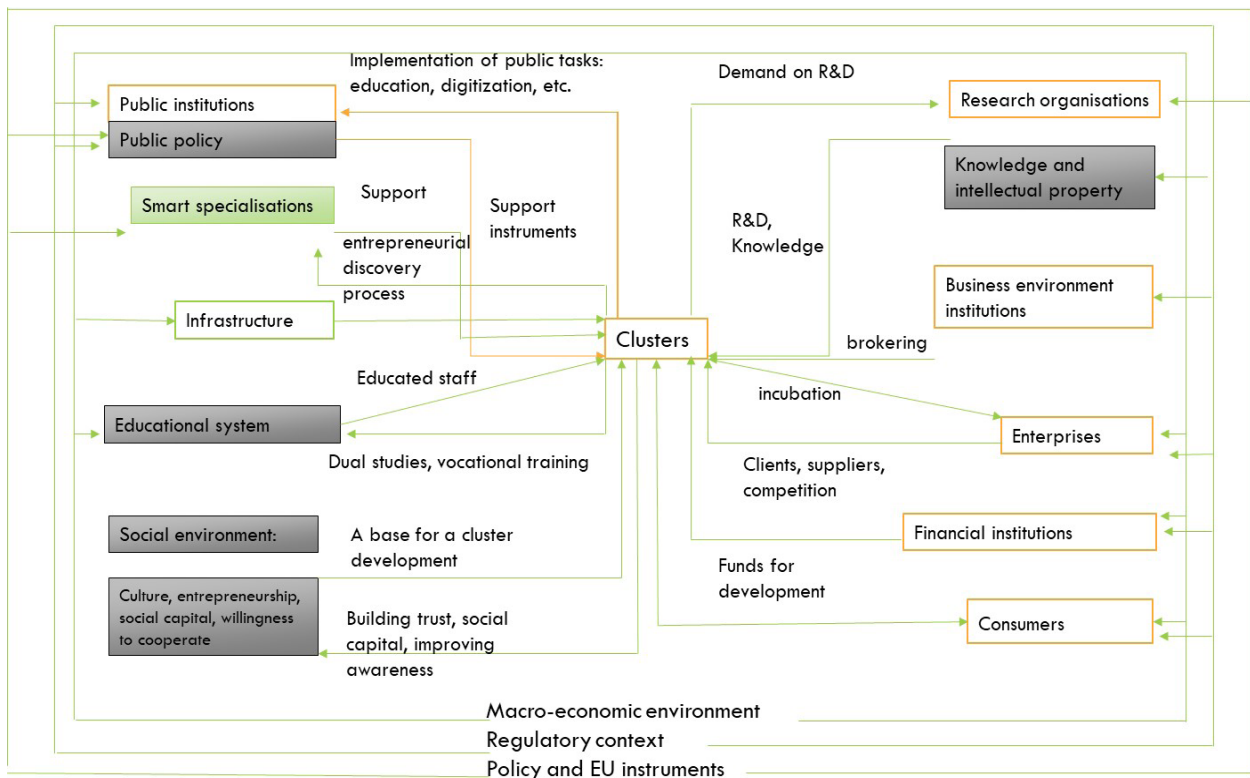 Implementation of public tasks:
education, digitization, etc.
Demand on R&D
Public institutions
Research organisations
Public policy
Knowledge and
intellectual property
Smart specialisations
Support
Support
instruments
R&D,
Knowledge
entrepreneurial
discovery
process
Business environment
institutions
Infrastructure
Clusters
brokering
Educated staff
incubation
Educational system
Enterprises
Dual studies, vocational training
Clients, suppliers,
competition
Social environment:
A base for a cluster
development
Financial institutions
Funds for
development
Culture, entrepreneurship,
social capital, willingness
to cooperate
Building trust, social
capital, improving
awareness
Consumers
Macro-economic environment
Regulatory context
Policy and EU instruments